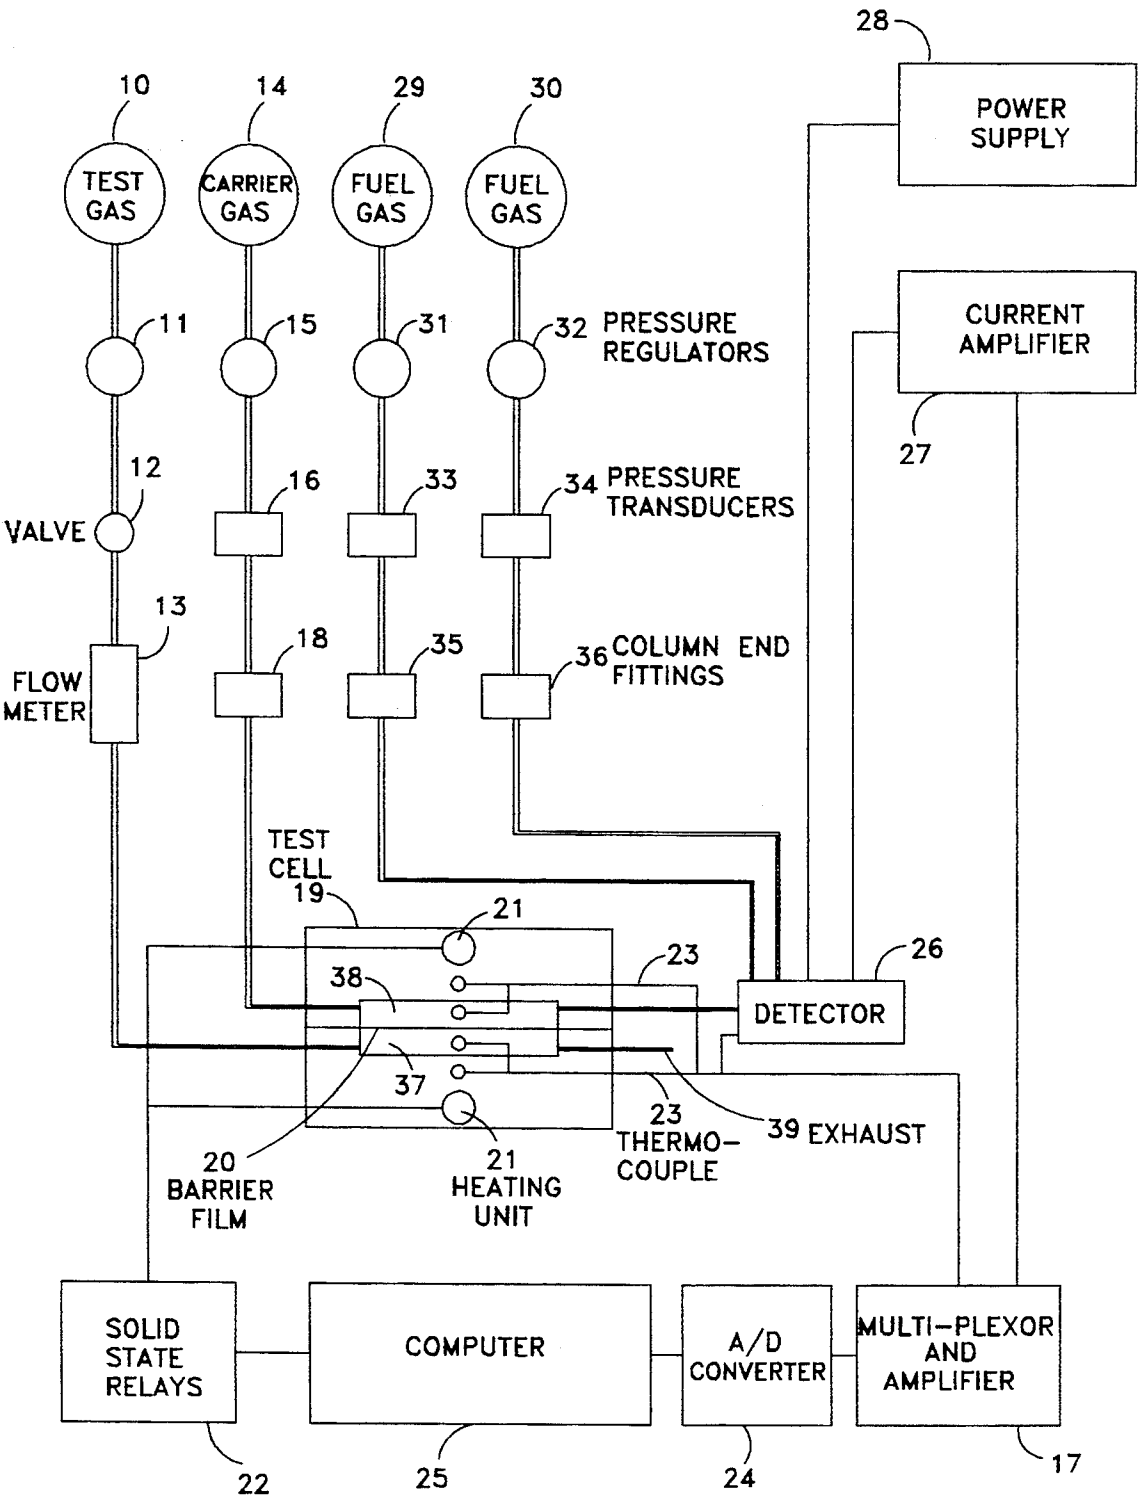 28
POWER
SUPPLY
10
14
29
30
TEST
GAS
CARRIER
GAS
FUEL
GAS
FUEL
GAS
11
15
31
32
PRESSURE
REGULATORS
CURRENT
AMPLIFIER
27
12
VALVE
16
33
34
PRESSURE
TRANSDUCERS
13
FLOW
METER
18
35
36
COLUMN END
FITTINGS
TEST
CELL
19
21
38
37
23
26
DETECTOR
20
BARRIER
FILM
21
HEATING
UNIT
23
THERMO-
COUPLE
39 EXHAUST
SOLID
STATE
RELAYS
COMPUTER
A/D
CONVERTER
MULTI-PLEXOR
AND
AMPLIFIER
22
25
24
17